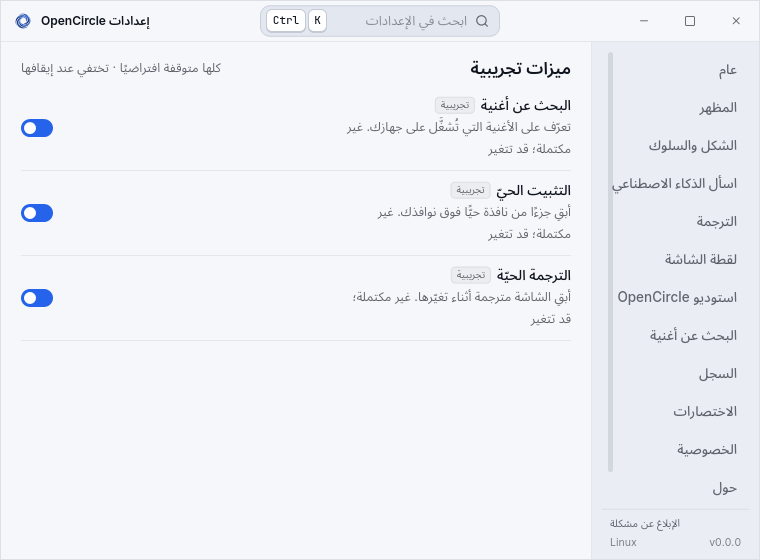 إعدادات OpenCircle
ابحث في الإعدادات
Ctrl K
عام
المظهر
الشكل والسلوك
اسأل الذكاء الاصطناعي
الترجمة
لقطة الشاشة
استوديو OpenCircle
البحث عن أغنية
السجل
الاختصارات
الخصوصية
حول
الإبلاغ عن مشكلة
v0.0.0 Linux
ميزات تجريبية
كلها متوقفة افتراضيًا · تختفي عند إيقافها
البحث عن أغنية تجريبية
تعرّف على الأغنية التي تُشغَّل على جهازك. غير
مكتملة؛ قد تتغير
التثبيت الحيّ تجريبية
أبقِ جزءًا من نافذة حيًّا فوق نوافذك. غير
مكتملة؛ قد تتغير
الترجمة الحيّة تجريبية
أبقِ الشاشة مترجمة أثناء تغيّرها. غير مكتملة؛
قد تتغير